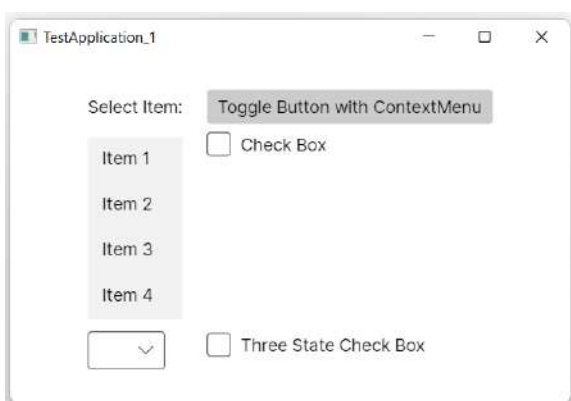 TestApplication_1
Select Item:
Toggle Button with ContextMenu
Check Box
Item 1
Item 2
Item 3
Item 4
Three State Check Box